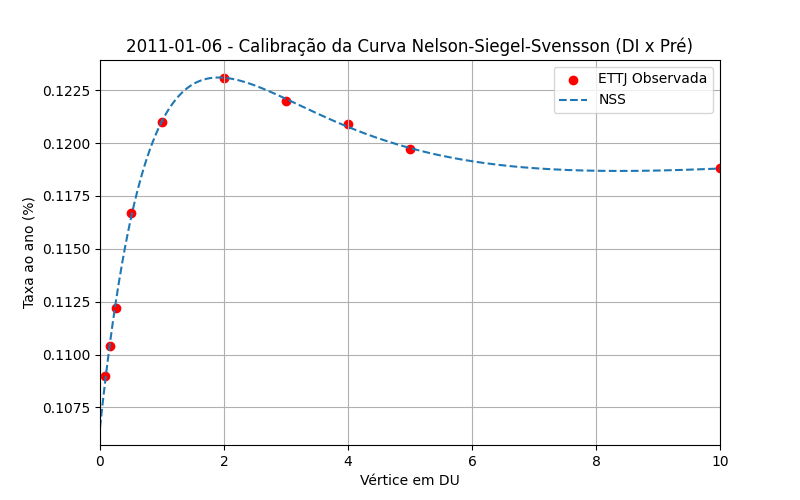 2011-01-06 - Calibração da Curva Nelson-Siegel-Svensson (DI x Pré)
ETTJ Observada
NSS
Taxa ao ano (%)
0.1225
0.1200
0.1175
0.1150
0.1125
0.1100
0.1075
0 2 4 6 8 10
Vértice em DU